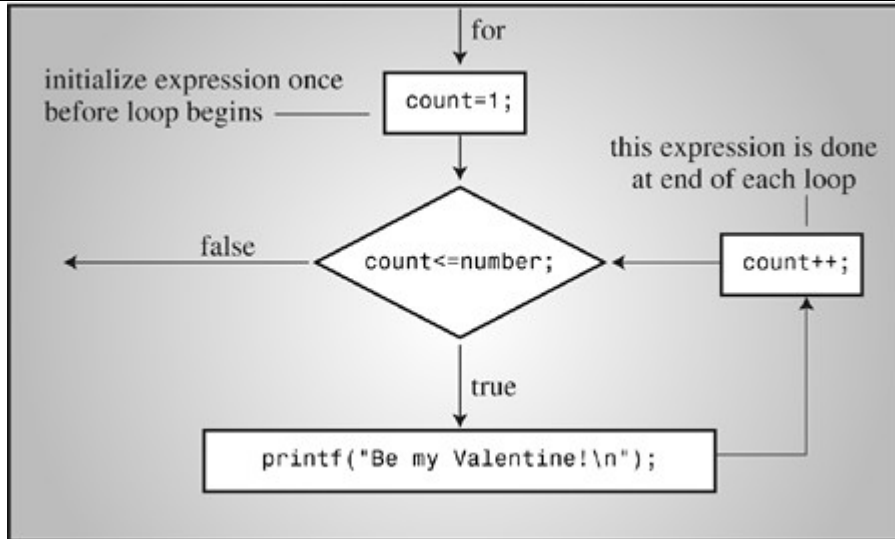 for
initialize expression once
before loop begins
count=1;
this expression is done
at end of each loop
false
count<=number;
count++;
true
printf("Be my Valentine!\n");